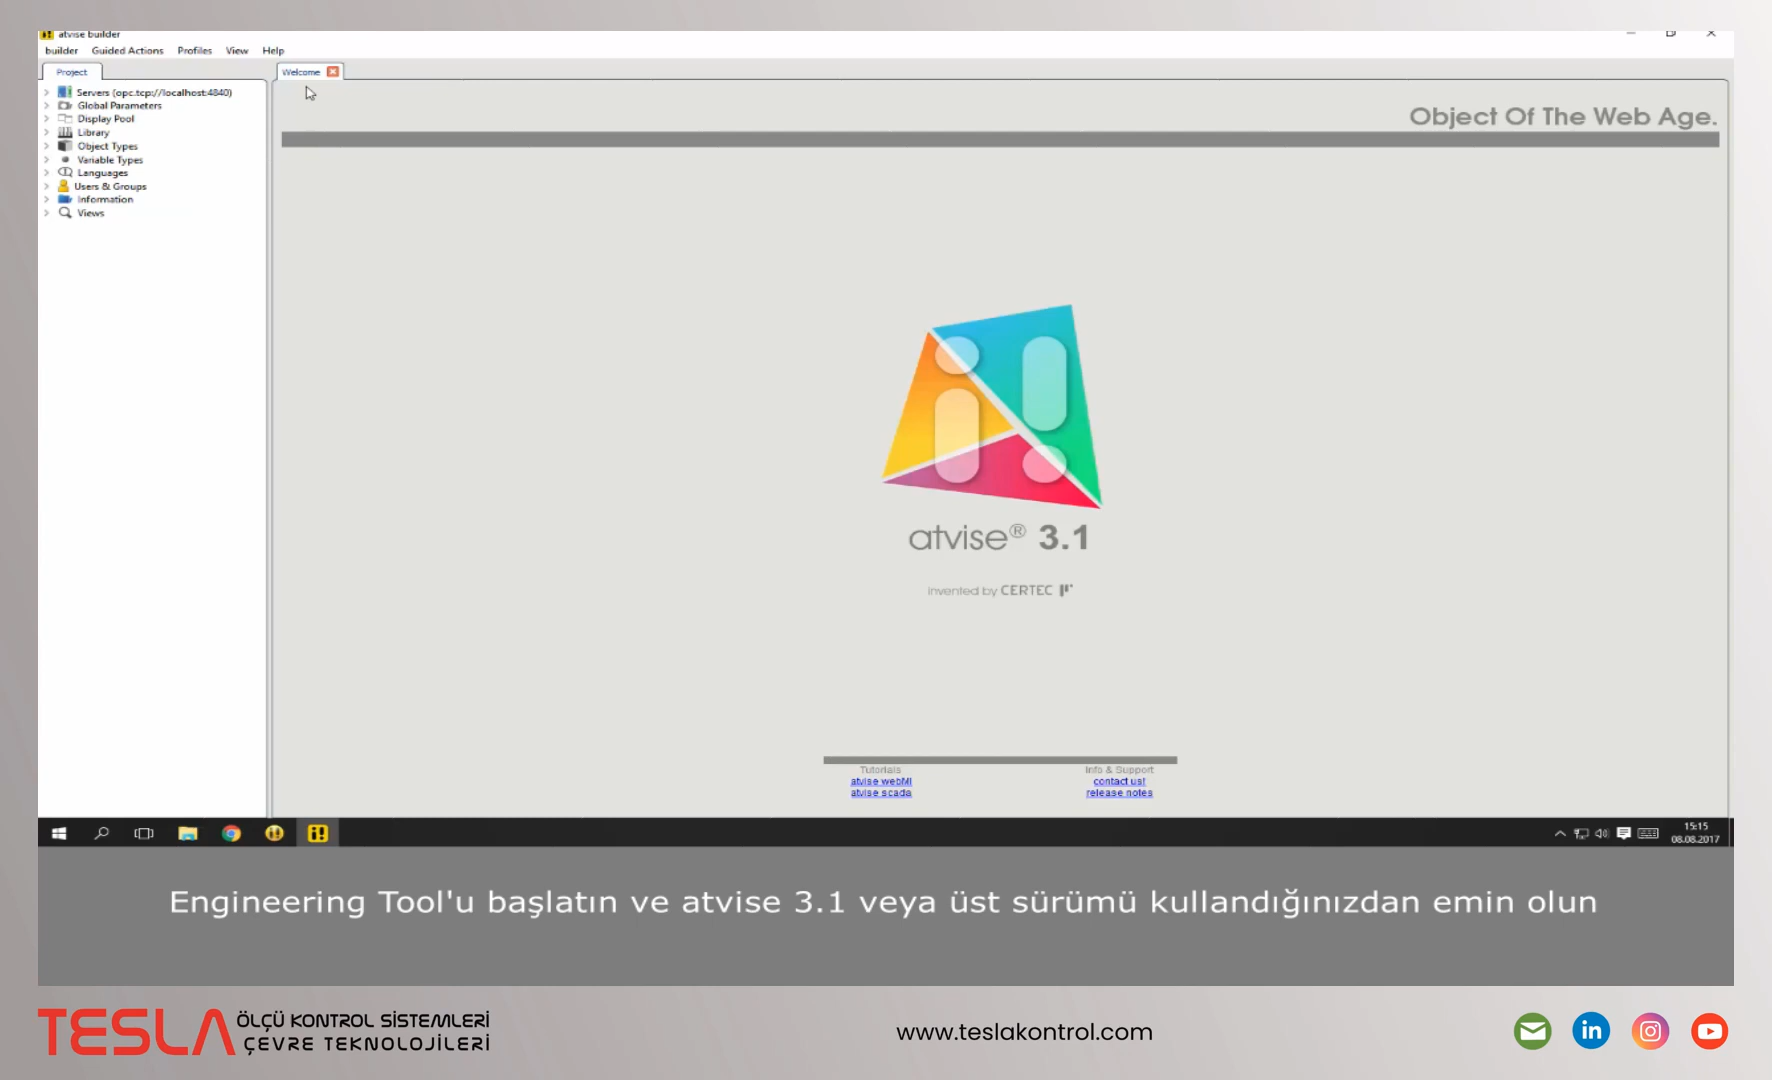 atvise builder
builder Guided Actions Profiles View Help
Project
Welcome
Servers (opc.tcp://localhost:4840)
Global Parameters
Display Pool
Library
Object Types
Variable Types
Languages
Users & Groups
Information
Views
Object Of The Web Age.
atvise® 3.1
invented by CERTEC
Tutorials
atvise webMI
atvise scada
Info & Support
contact us!
release notes
15:15
08.08.2017
Engineering Tool'u başlatın ve atvise 3.1 veya üst sürümü kullandığınızdan emin olun
TESLA
ÖLÇÜ KONTROL SİSTEMLERİ
ÇEVRE TEKNOLOJİLERİ
www.teslakontrol.com
in